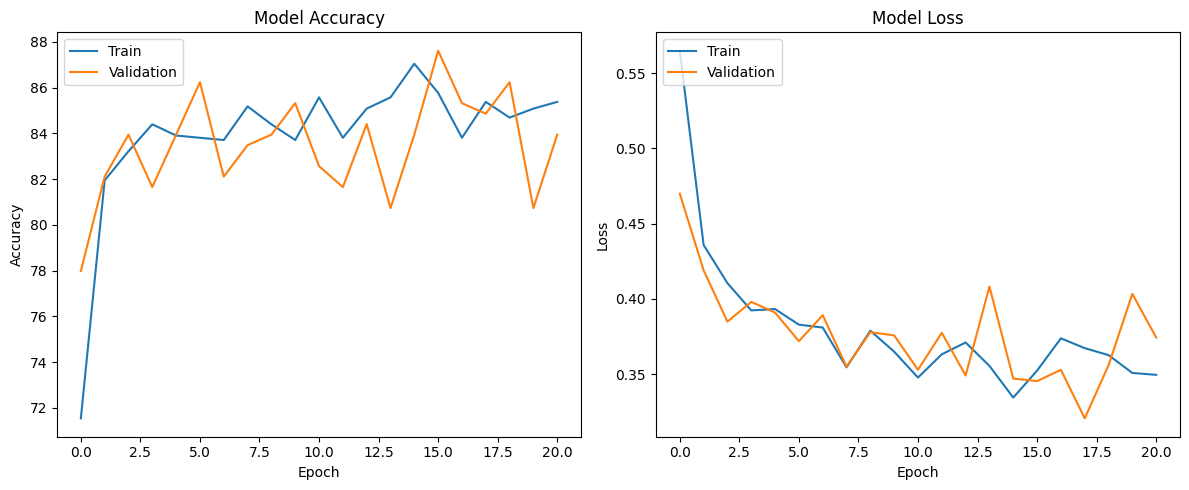 Model Accuracy
Train
Validation
88
86
84
82
80
78
76
74
72
Accuracy
0.0 2.5 5.0 7.5 10.0 12.5 15.0 17.5 20.0
Epoch
Model Loss
Train
Validation
0.55
0.50
0.45
0.40
0.35
Loss
0.0 2.5 5.0 7.5 10.0 12.5 15.0 17.5 20.0
Epoch